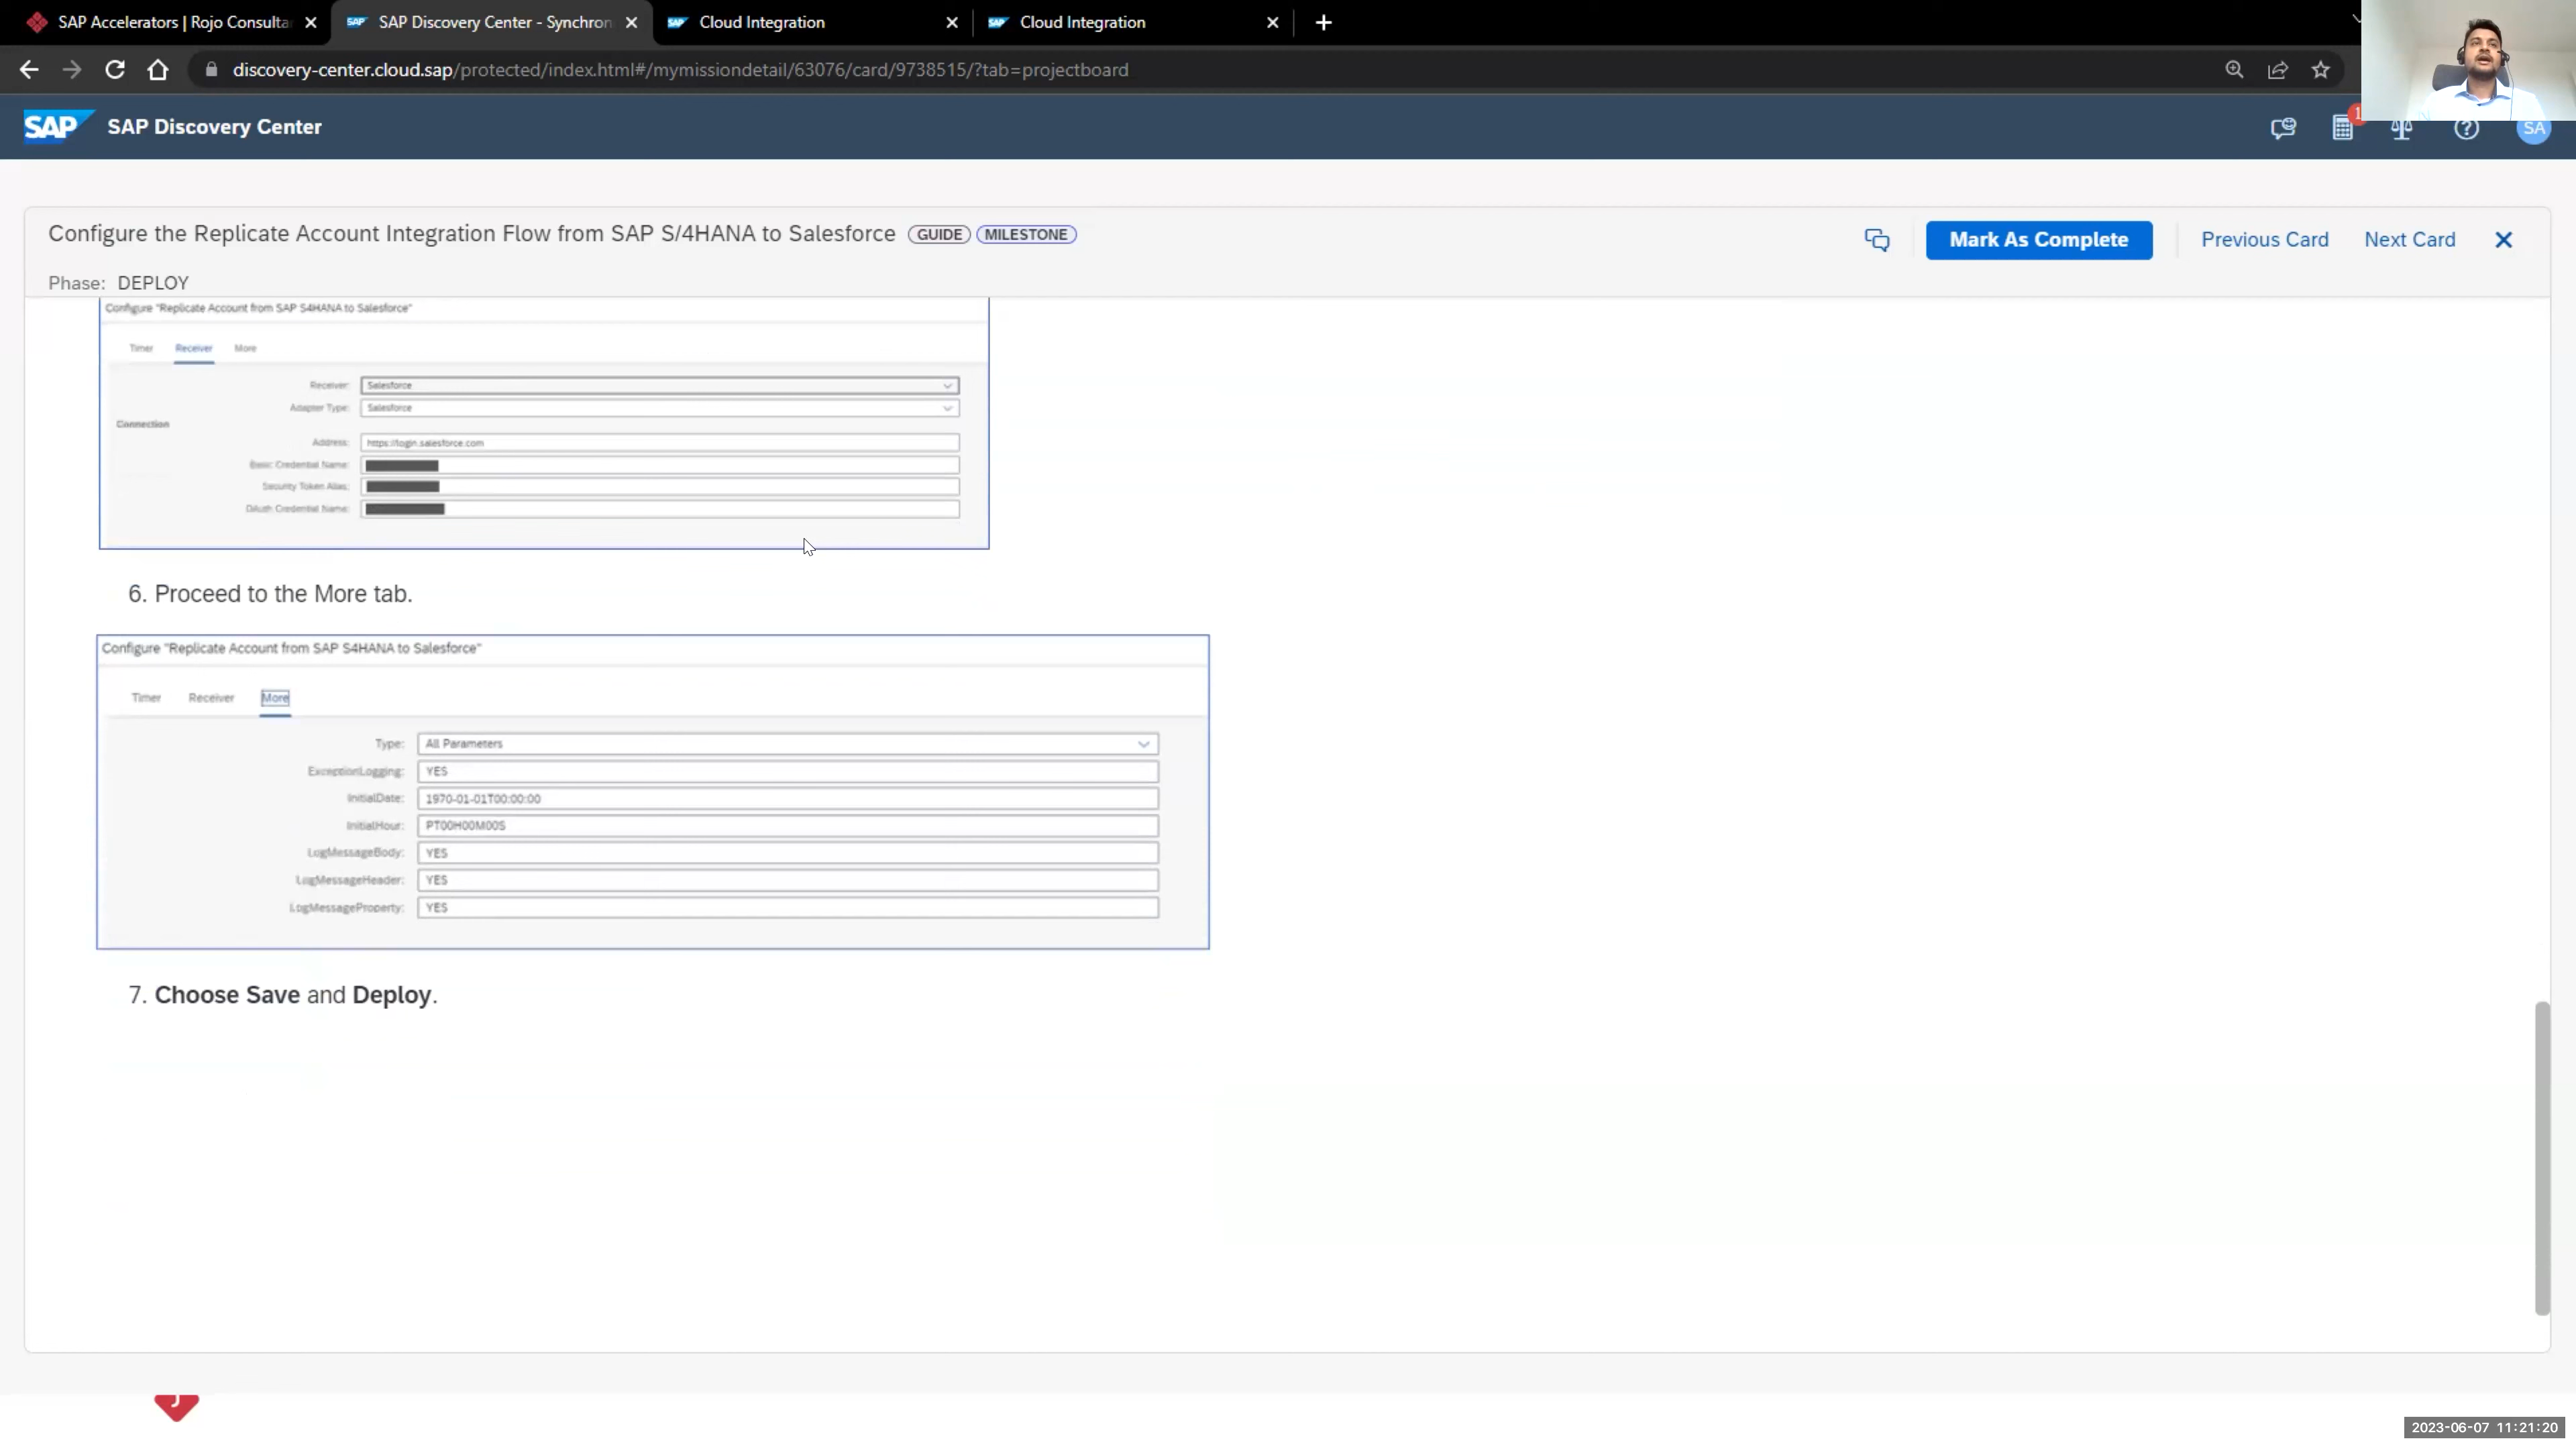 SAP Accelerators | Rojo Consulta
SAP Discovery Center - Synchron
Cloud Integration
Cloud Integration
discovery-center.cloud.sap/protected/index.html#/mymissiondetail/63076/card/9738515/?tab=projectboard
SAP
SAP Discovery Center
1
SA
Configure the Replicate Account Integration Flow from SAP S/4HANA to Salesforce GUIDE MILESTONE
Mark As Complete
Previous Card
Next Card
Phase: DEPLOY
Configure "Replicate Account from SAP S4HANA to Salesforce"
Timer Receiver More
Receiver: Salesforce
Adapter Type: Salesforce
Connection
Address: https://login.salesforce.com
Basic Credential Name:
Security Token Alias:
OAuth Credential Name:
6. Proceed to the More tab.
Configure "Replicate Account from SAP S4HANA to Salesforce"
Timer Receiver More
Type: All Parameters
ExceptionLogging: YES
InitialDate: 1970-01-01T00:00:00
InitialHour: PT00H00M00S
LogMessageBody: YES
LogMessageHeader: YES
LogMessageProperty: YES
7. Choose Save and Deploy.
2023-06-07 11:21:20